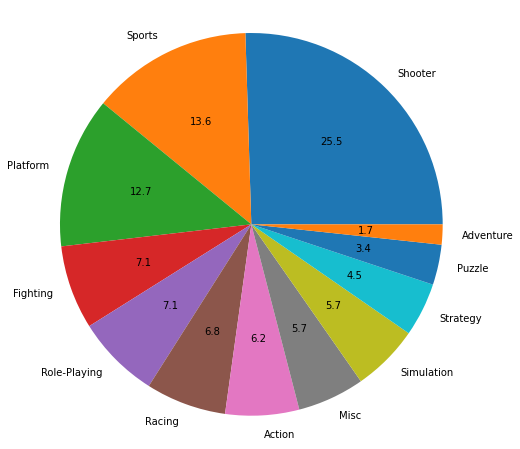 Sports
Shooter
13.6
25.5
Platform
12.7
1.7
Adventure
3.4
Puzzle
7.1
4.5
Fighting
7.1
5.7
Strategy
6.8
5.7
6.2
Role-Playing
Simulation
Racing
Misc
Action